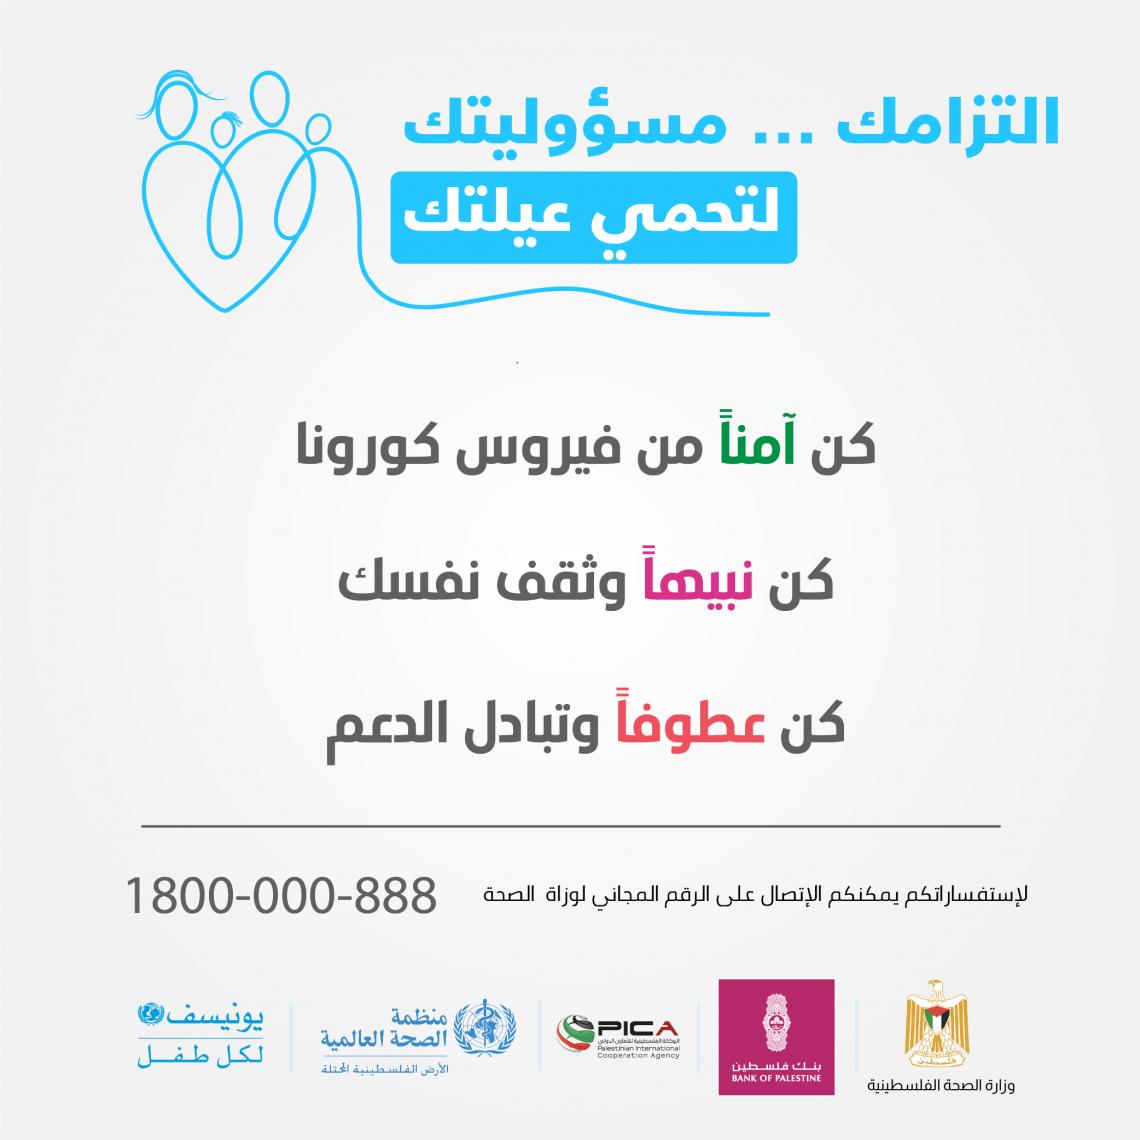 التزامك ... مسؤوليتك
لتحمي عيلتك
كن آمناً من فيروس كورونا
كن نبيهاً وثقف نفسك
كن عطوفاً وتبادل الدعم
لإستفساراتكم يمكنكم الإتصال على الرقم المجاني لوزاة الصحة 1800-000-888
فلسطين
وزارة الصحة الفلسطينية
بنك فلسطين
BANK OF PALESTINE
PICA
الوكالة الفلسطينية للتعاون الدولي
Palestinian International
Cooperation Agency
منظمة
الصحة العالمية
الأرض الفلسطينية المحتلة
يونيسف
لكل طفل